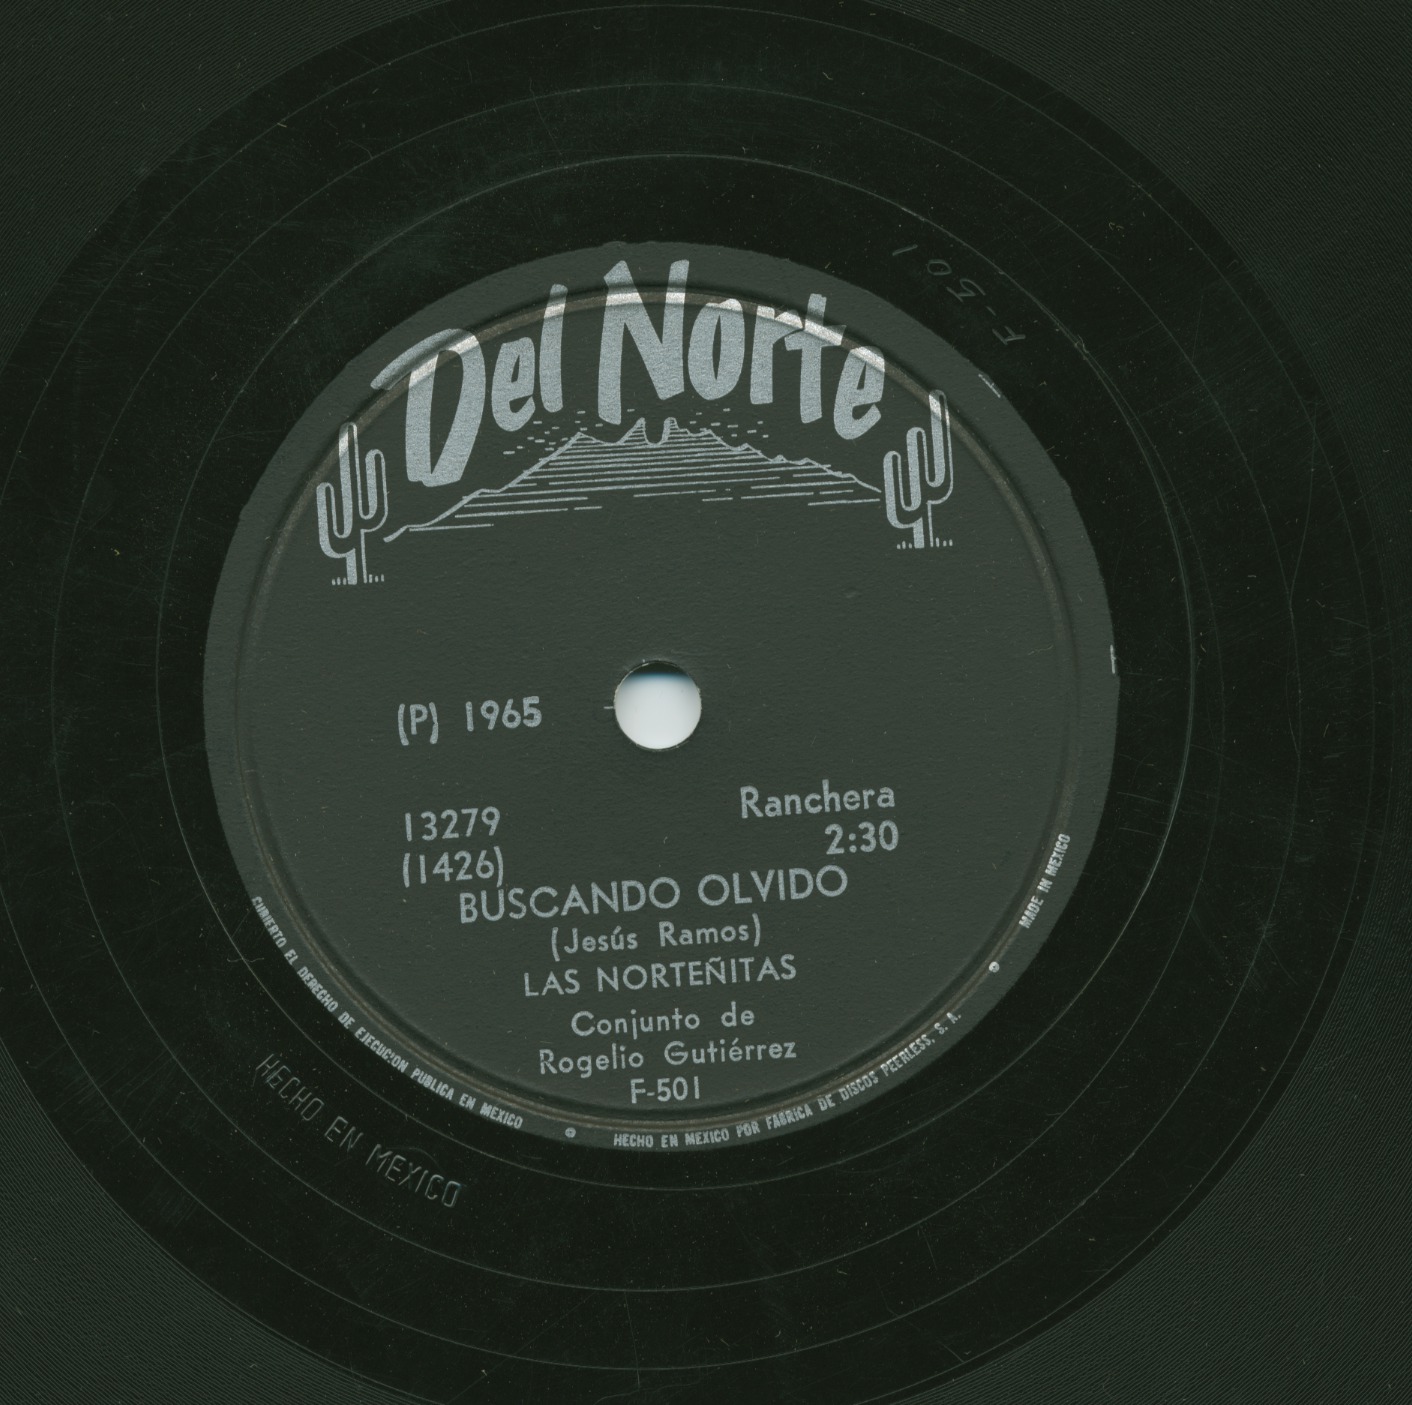 Del Norte
F-501
(P) 1965
13279
(1426)
Ranchera
2:30
BUSCANDO OLVIDO
(Jesús Ramos)
LAS NORTEÑITAS
Conjunto de
Rogelio Gutiérrez
F-501
CUBIERTO EL DERECHO DE EJECUCION PUBLICA EN MEXICO
HECHO EN MEXICO POR FABRICA DE DISCOS PEERLESS, S. A.
MADE IN MEXICO
HECHO EN MEXICO